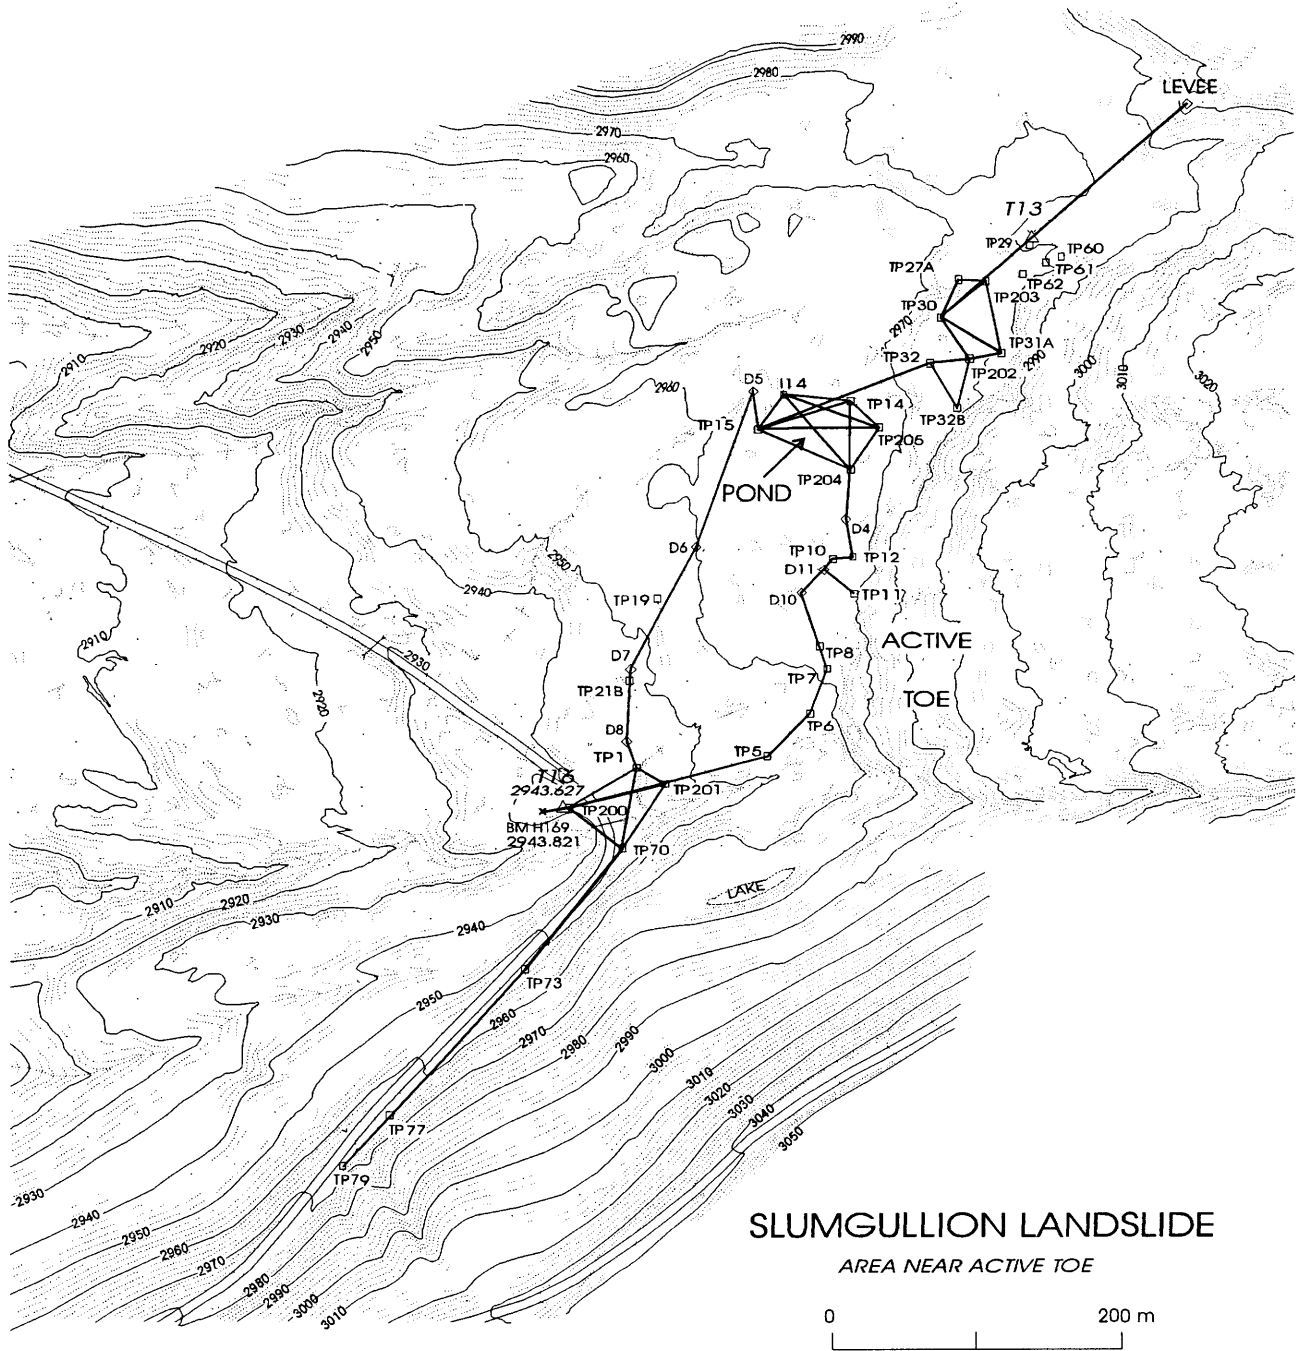 2990
2980
LEVEE
2970
2960
T13
TP29
TP60
TP61
TP62
TP27A
TP203
TP30
2970
2930
2940
2950
2920
2910
TP31A
TP32
TP202
2990
3000
3010
3020
2960
D5
I14
TP14
TP32B
TP15
TP205
TP204
POND
D4
D6
TP10
TP12
2950
D11
D10
TP11
2940
TP19
2910
ACTIVE
TP8
D7
2930
TP7
TP21B
2920
TOE
TP6
D8
TP5
TP1
T16
2943.627
TP201
TP200
BM H169
2943.821
TP70
LAKE
2910
2920
2930
2940
TP73
2950
2960
2970
2980
2990
3000
3010
3020
3030
3040
3050
TP77
TP79
2930
2940
2950
2960
2970
2980
2990
3000
3010
SLUMGULLION LANDSLIDE
AREA NEAR ACTIVE TOE
0 200 m